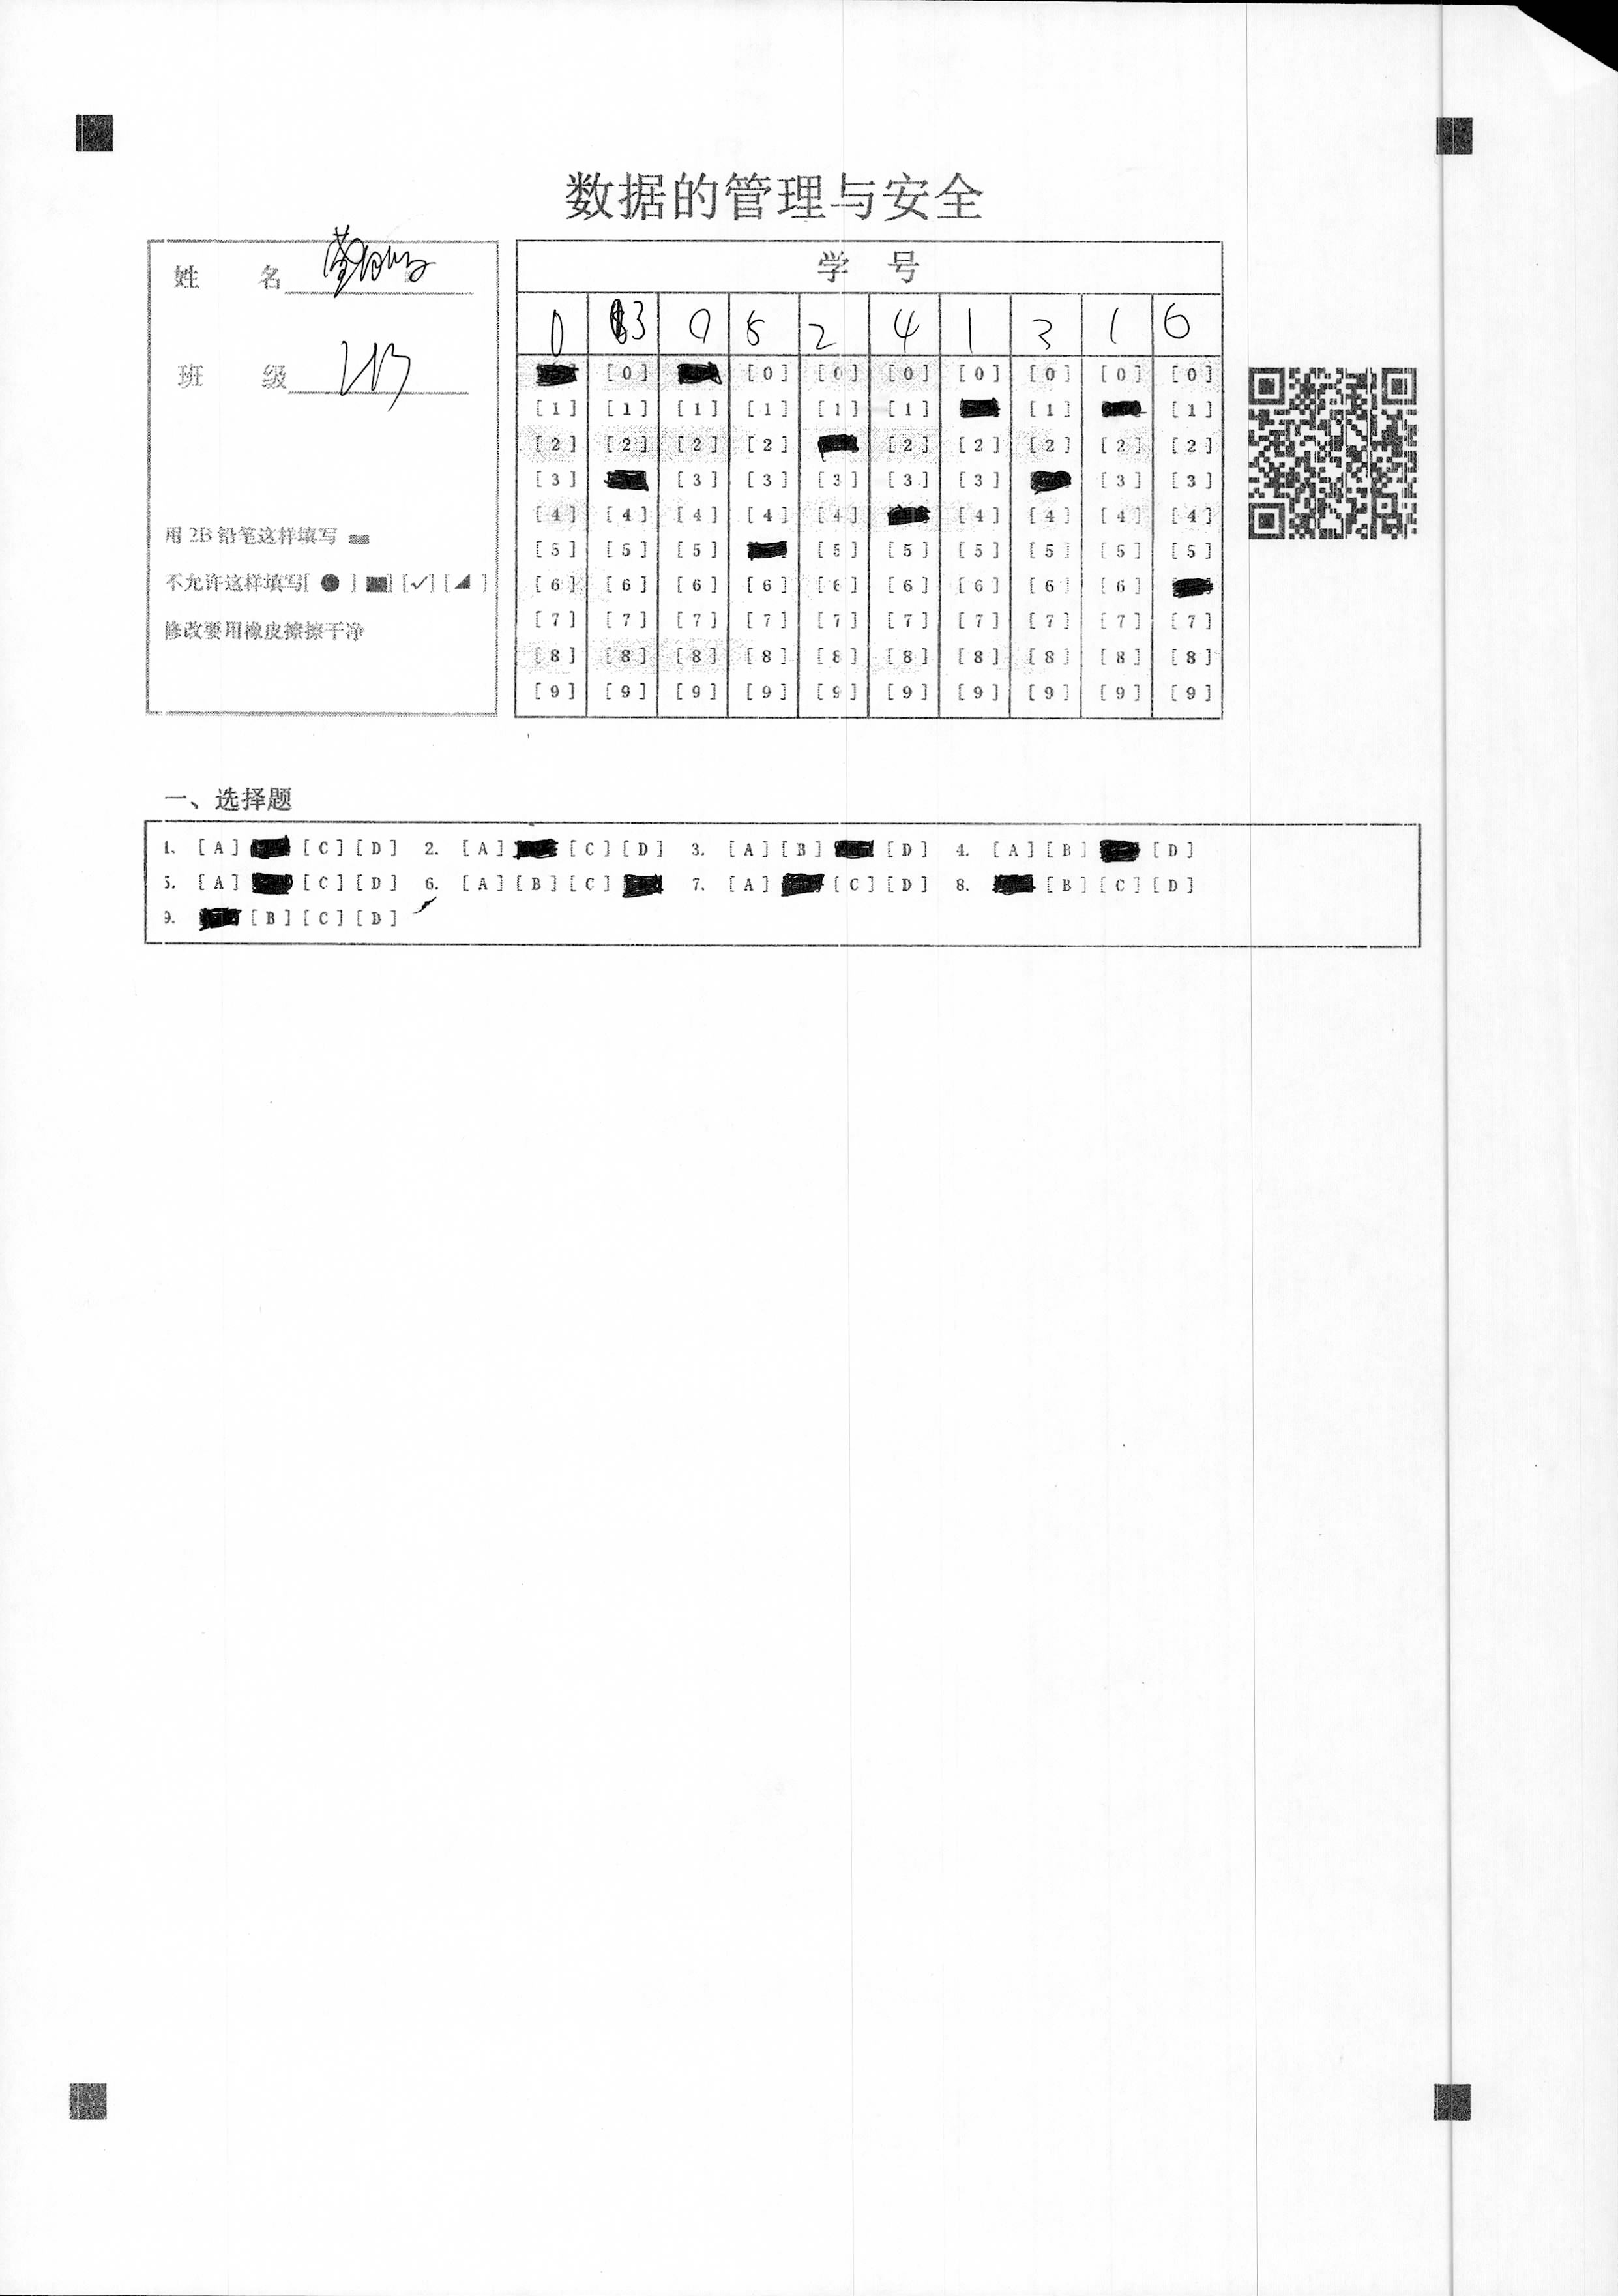 数据的管理与安全
姓 名
班 级 213
用 2B 铅笔这样填写
不允许这样填写[ ● ] [■] [✓] [◢ ]
修改要用橡皮擦擦干净
学 号
0 3 0 5 2 4 1 3 1 6
[0] [0] [0] [0] [0] [0] [0] [0]
[1] [1] [1] [1] [1] [1] [1] [1]
[2] [2] [2] [2] [2] [2] [2] [2] [2]
[3] [3] [3] [3] [3] [3] [3] [3]
[4] [4] [4] [4] [4] [4] [4] [4] [4]
[5] [5] [5] [5] [5] [5] [5] [5] [5]
[6] [6] [6] [6] [6] [6] [6] [6] [6]
[7] [7] [7] [7] [7] [7] [7] [7] [7] [7]
[8] [8] [8] [8] [8] [8] [8] [8] [8] [8]
[9] [9] [9] [9] [9] [9] [9] [9] [9] [9]
一、选择题
1. [A] [C] [D] 2. [A] [C] [D] 3. [A] [B] [D] 4. [A] [B] [D]
5. [A] [C] [D] 6. [A] [B] [C] 7. [A] [C] [D] 8. [B] [C] [D]
9. [B] [C] [D]